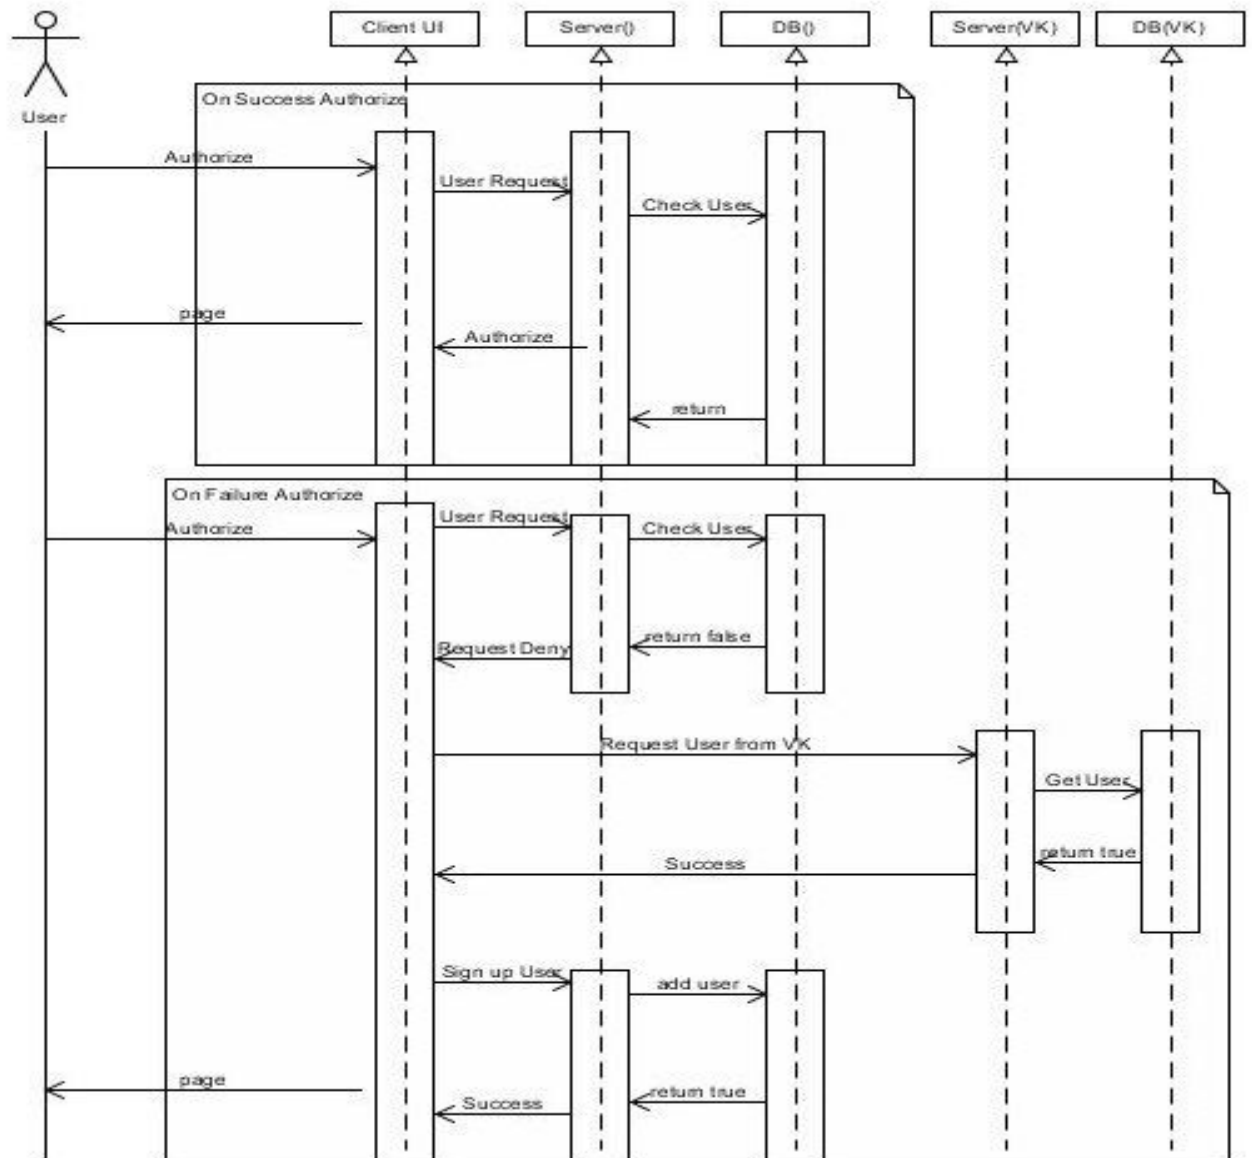 Client UI
Server()
DB()
Server(VK)
DB(VK)
User
On Success Authorize
Authorize
User Request
Check User
page
Authorize
return
On Failure Authorize
User Request
Authorize
Check User
return false
Request Deny
Request User from VK
Get User
return true
Success
Sign up User
add user
page
return true
Success